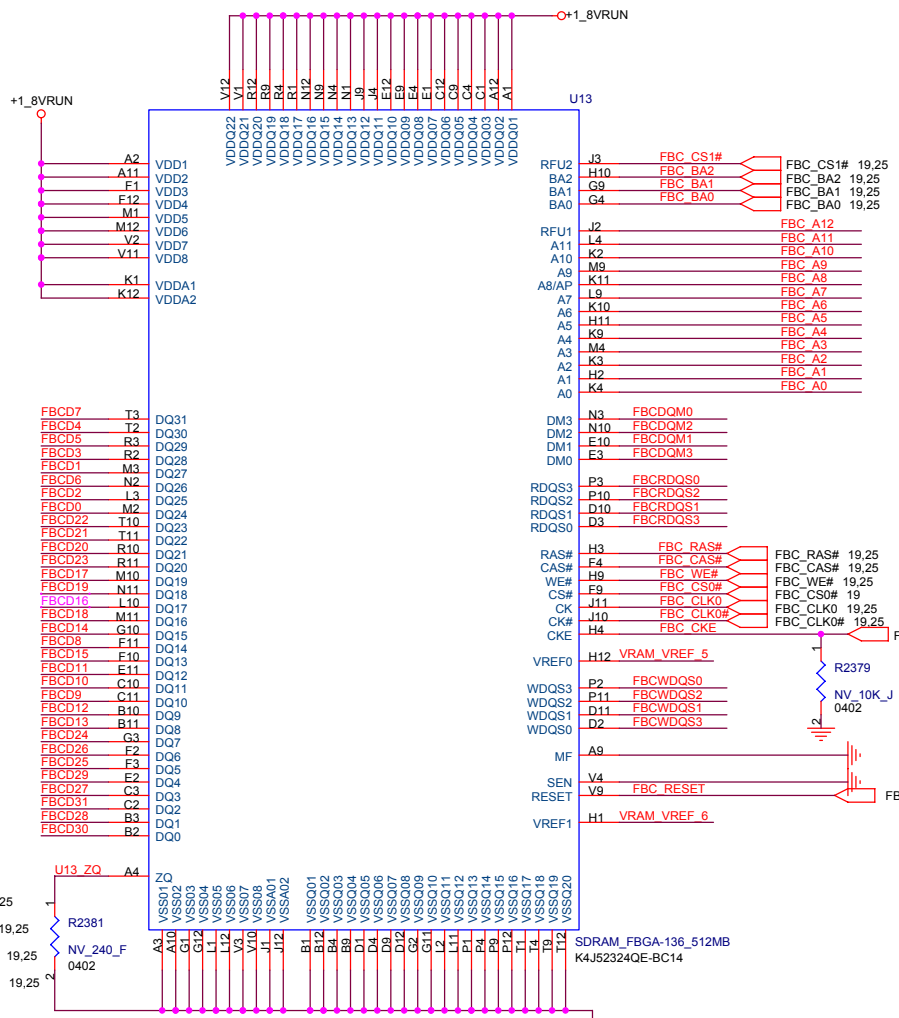 +1_8VRUN
+1_8VRUN
U13
V12 V1 R12 R9 R4 R1 N12 N9 N4 N1 J9 J4 E12 E9 E4 E1 C12 C9 C4 C1 A12 A1
VDDQ22 VDDQ21 VDDQ20 VDDQ19 VDDQ18 VDDQ17 VDDQ16 VDDQ15 VDDQ14 VDDQ13 VDDQ12 VDDQ11 VDDQ10 VDDQ09 VDDQ08 VDDQ07 VDDQ06 VDDQ05 VDDQ04 VDDQ03 VDDQ02 VDDQ01
A2 VDD1
A11 VDD2
F1 VDD3
F12 VDD4
M1 VDD5
M12 VDD6
V2 VDD7
V11 VDD8
K1 VDDA1
K12 VDDA2
RFU2 J3 FBC_CS1# FBC_CS1# 19,25
BA2 H10 FBC_BA2 FBC_BA2 19,25
BA1 G9 FBC_BA1 FBC_BA1 19,25
BA0 G4 FBC_BA0 FBC_BA0 19,25
RFU1 J2 FBC_A12
A11 L4 FBC_A11
A10 K2 FBC_A10
A9 M9 FBC_A9
A8/AP K11 FBC_A8
A7 L9 FBC_A7
A6 K10 FBC_A6
A5 H11 FBC_A5
A4 K9 FBC_A4
A3 M4 FBC_A3
A2 K3 FBC_A2
A1 H2 FBC_A1
A0 K4 FBC_A0
FBCD7 T3 DQ31
FBCD4 T2 DQ30
FBCD5 R3 DQ29
FBCD3 R2 DQ28
FBCD1 M3 DQ27
FBCD6 N2 DQ26
FBCD2 L3 DQ25
FBCD0 M2 DQ24
FBCD22 T10 DQ23
FBCD21 T11 DQ22
FBCD20 R10 DQ21
FBCD23 R11 DQ20
FBCD17 M10 DQ19
FBCD19 N11 DQ18
FBCD16 L10 DQ17
FBCD18 M11 DQ16
FBCD14 G10 DQ15
FBCD8 F11 DQ14
FBCD15 F10 DQ13
FBCD11 E11 DQ12
FBCD10 C10 DQ11
FBCD9 C11 DQ10
FBCD12 B10 DQ9
FBCD13 B11 DQ8
FBCD24 G3 DQ7
FBCD26 F2 DQ6
FBCD25 F3 DQ5
FBCD29 E2 DQ4
FBCD27 C3 DQ3
FBCD31 C2 DQ2
FBCD28 B3 DQ1
FBCD30 B2 DQ0
DM3 N3 FBCDQM0
DM2 N10 FBCDQM2
DM1 E10 FBCDQM1
DM0 E3 FBCDQM3
RDQS3 P3 FBCRDQS0
RDQS2 P10 FBCRDQS2
RDQS1 D10 FBCRDQS1
RDQS0 D3 FBCRDQS3
RAS# H3 FBC_RAS# FBC_RAS# 19,25
CAS# F4 FBC_CAS# FBC_CAS# 19,25
WE# H9 FBC_WE# FBC_WE# 19,25
CS# F9 FBC_CS0# FBC_CS0# 19
CK J11 FBC_CLK0 FBC_CLK0 19,25
CK# J10 FBC_CLK0# FBC_CLK0# 19,25
CKE H4 FBC_CKE F
1
R2379
NV_10K_J
0402
2
VREF0 H12 VRAM_VREF_5
WDQS3 P2 FBCWDQS0
WDQS2 P11 FBCWDQS2
WDQS1 D11 FBCWDQS1
WDQS0 D2 FBCWDQS3
MF A9
SEN V4
RESET V9 FBC_RESET FB
VREF1 H1 VRAM_VREF_6
U13_ZQ A4 ZQ
1
R2381
NV_240_F
0402
2
25
19,25
19,25
19,25
VSS01 VSS02 VSS03 VSS04 VSS05 VSS06 VSS07 VSS08 VSSA01 VSSA02 VSSQ01 VSSQ02 VSSQ03 VSSQ04 VSSQ05 VSSQ06 VSSQ07 VSSQ08 VSSQ09 VSSQ10 VSSQ11 VSSQ12 VSSQ13 VSSQ14 VSSQ15 VSSQ16 VSSQ17 VSSQ18 VSSQ19 VSSQ20
A3 A10 G1 G12 L1 L12 V3 V10 J1 J12 B1 B12 B4 B9 D1 D4 D9 D12 G2 G11 L2 L11 P1 P4 P9 P12 T1 T4 T9 T12
SDRAM_FBGA-136_512MB
K4J52324QE-BC14